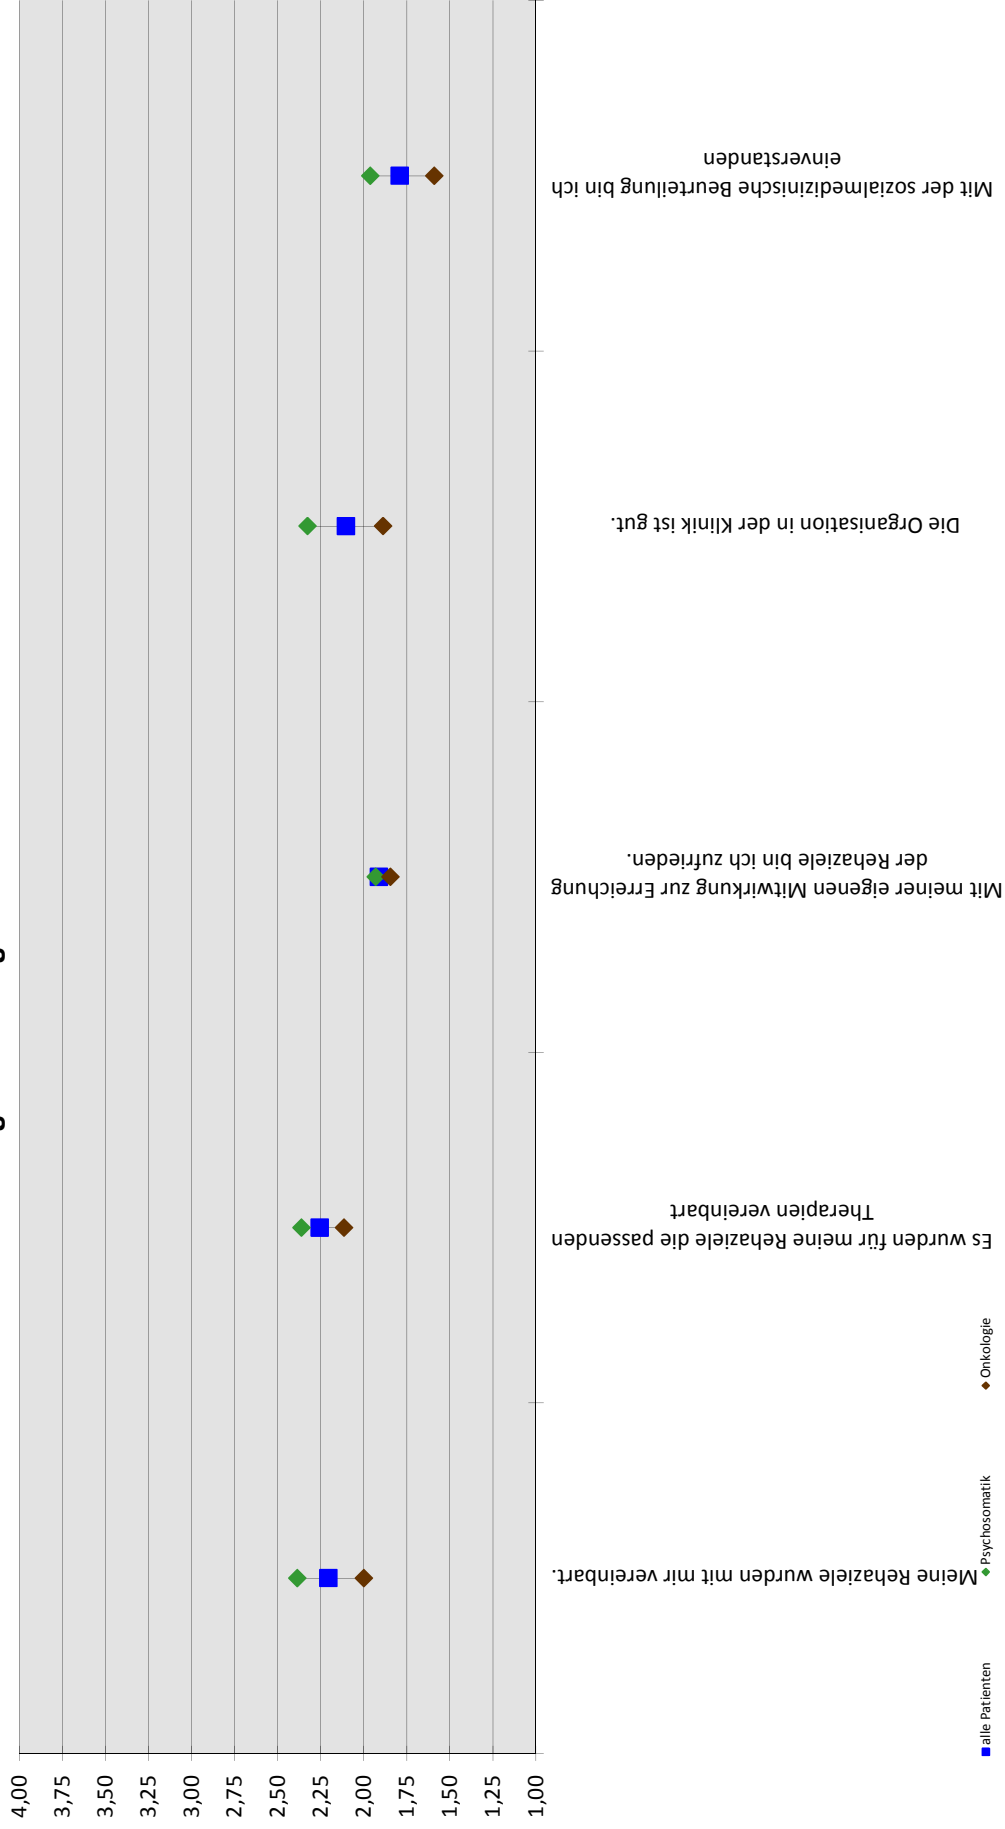 4,00
3,75
3,50
3,25
3,00
2,75
2,50
2,25
2,00
1,75
1,50
1,25
1,00
Meine Rehaziele wurden mit mir vereinbart.
Es wurden für meine Rehaziele die passenden
Therapien vereinbart
Mit meiner eigenen Mitwirkung zur Erreichung
der Rehaziele bin ich zufrieden.
Die Organisation in der Klinik ist gut.
Mit der sozialmedizinische Beurteilung bin ich
einverstanden
alle Patienten
Psychosomatik
Onkologie